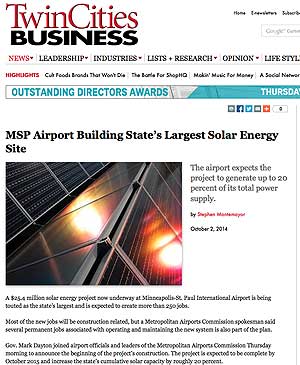 TwinCities
BUSINESS
Home E-newsletters Subscribe
NEWS LEADERSHIP INDUSTRIES LISTS + RESEARCH OPINION LIFE STYL
HIGHLIGHTS Cult Foods Brands That Won't Die The Battle For ShopHQ Makin' Music For Money A Social Network
OUTSTANDING DIRECTORS AWARDS THURSDAY
0
MSP Airport Building State's Largest Solar Energy
Site
The airport expects the
project to generate up to 20
percent of its total power
supply.
by Stephen Montemayor
October 2, 2014
A $25.4 million solar energy project now underway at Minneapolis-St. Paul International Airport is being
touted as the state's largest and is expected to create more than 250 jobs.
Most of the new jobs will be construction related, but a Metropolitan Airports Commission spokesman said
several permanent jobs associated with operating and maintaining the new system is also part of the plan.
Gov. Mark Dayton joined airport officials and leaders of the Metropolitan Airports Commission Thursday
morning to announce the beginning of the project's construction. The project is expected to be complete by
October 2015 and increase the state's cumulative solar capacity by roughly 20 percent.